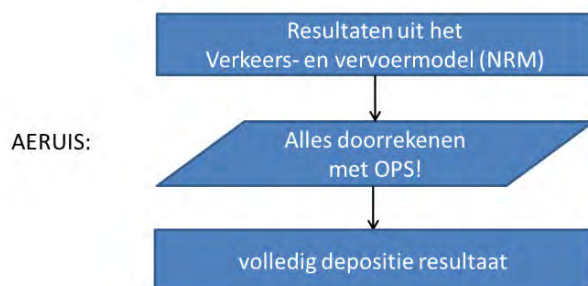 Resultaten uit het
Verkeers- en vervoermodel (NRM)
AERUIS:
Alles doorrekenen
met OPS!
volledig depositie resultaat